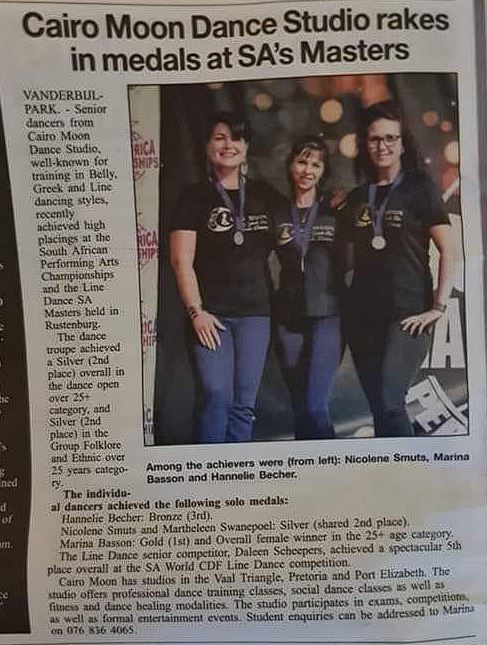 Cairo Moon Dance Studio rakes
in medals at SA's Masters
VANDERBIJL-
PARK. - Senior
dancers from
Cairo Moon
Dance Studio,
well-known for
training in Belly,
Greek and Line
dancing styles,
recently
achieved high
placings at the
South African
Performing Arts
Championships
and the Line
Dance SA
Masters held in
Rustenburg.
The dance
troupe achieved
a Silver (2nd
place) overall in
the dance open
over 25+
category, and
Silver (2nd
place) in the
Group Folklore
and Ethnic over
25 years catego-
ry.
The individu-
al dancers achieved the following solo medals:
Hannelie Becher: Bronze (3rd).
Nicolene Smuts and Martheleen Swanepoel: Silver (shared 2nd place).
Marina Basson: Gold (1st) and Overall female winner in the 25+ age category.
The Line Dance senior competitor, Daleen Scheepers, achieved a spectacular 5th
place overall at the SA World CDF Line Dance competition.
Cairo Moon has studios in the Vaal Triangle, Pretoria and Port Elizabeth. The
studio offers professional dance training classes, social dance classes as well as
fitness and dance healing modalities. The studio participates in exams, competitions,
as well as formal entertainment events. Student enquiries can be addressed to Marina
on 076 836 4065.
RICA
SHIPS
Among the achievers were (from left): Nicolene Smuts, Marina
Basson and Hannelie Becher.